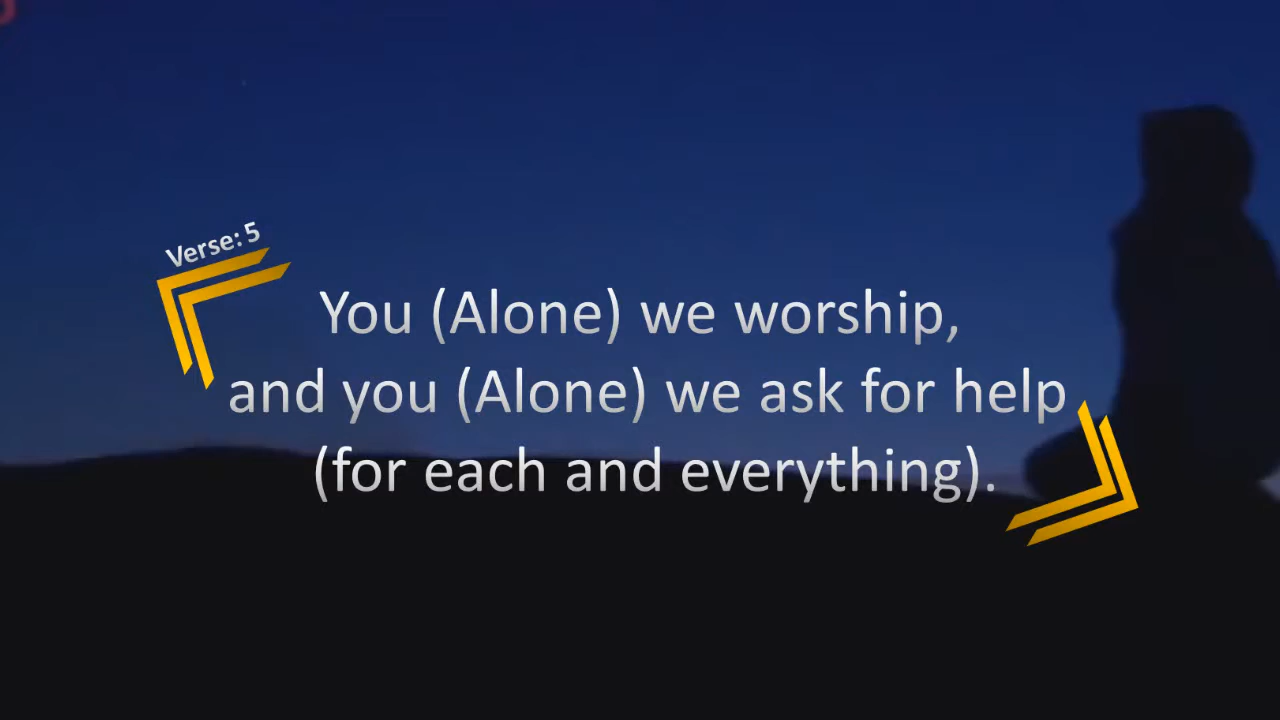 Verse: 5
You (Alone) we worship,
and you (Alone) we ask for help
(for each and everything).